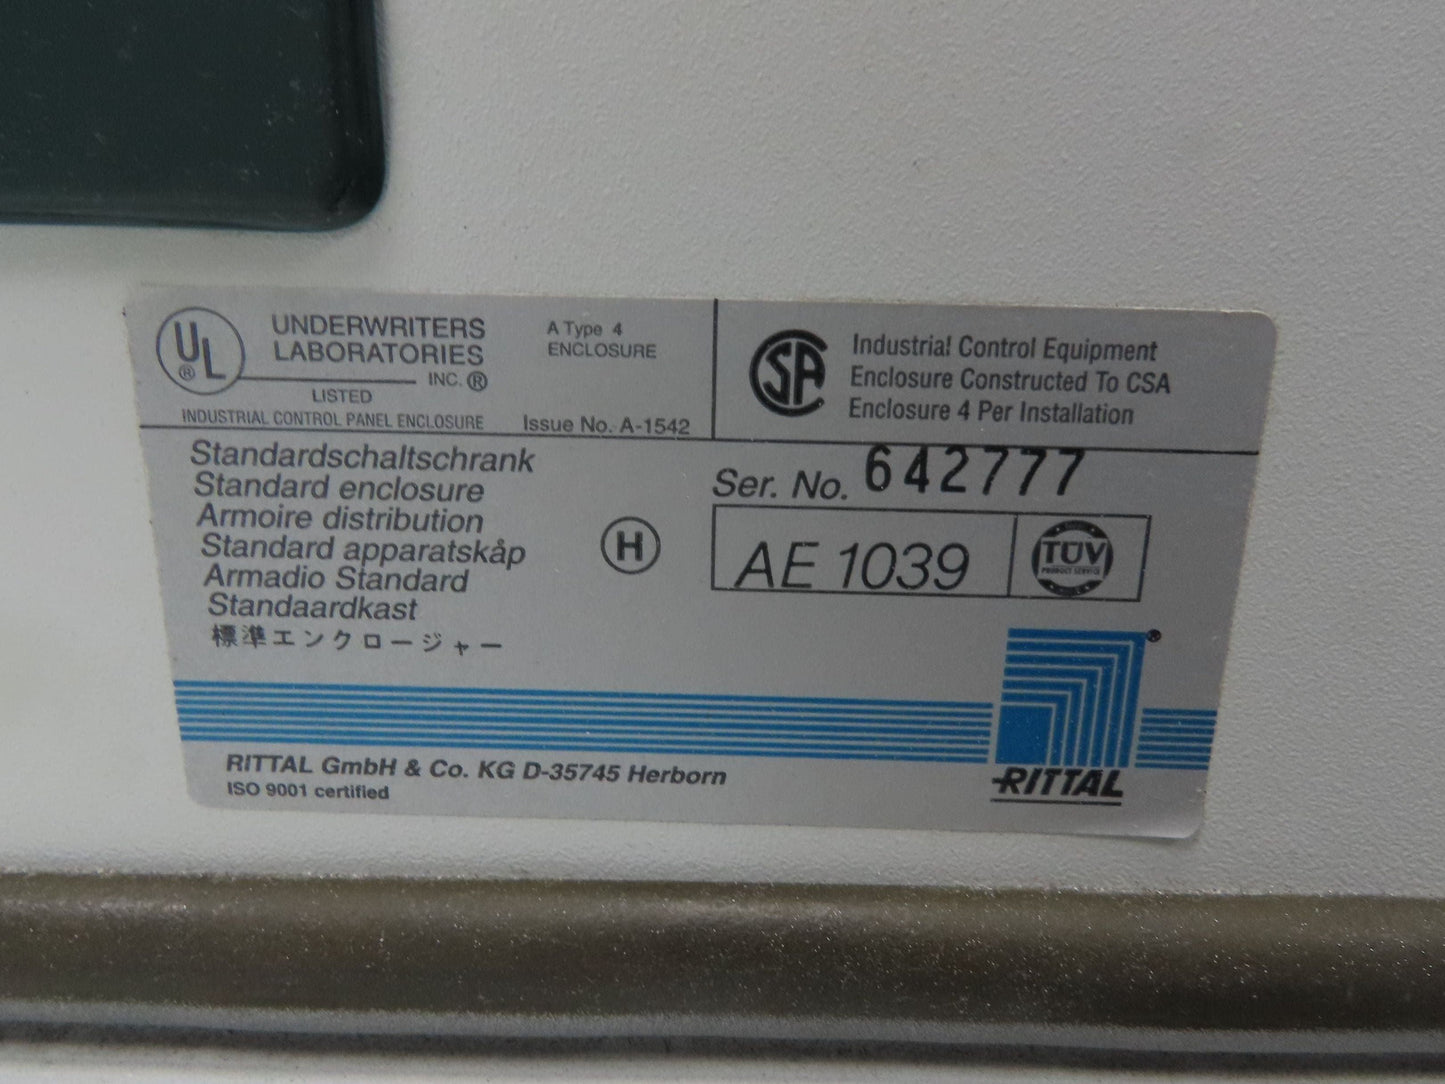 UL ®
UNDERWRITERS
LABORATORIES
INC. ®
LISTED
INDUSTRIAL CONTROL PANEL ENCLOSURE
A Type 4
ENCLOSURE
Issue No. A-1542
SA
Industrial Control Equipment
Enclosure Constructed To CSA
Enclosure 4 Per Installation
Standardschaltschrank
Standard enclosure
Armoire distribution
Standard apparatskåp
Armadio Standard
Standaardkast
標準エンクロージャー
H
Ser. No. 642777
AE 1039
TÜV
PRODUCT SERVICE
®
RITTAL
RITTAL GmbH & Co. KG D-35745 Herborn
ISO 9001 certified